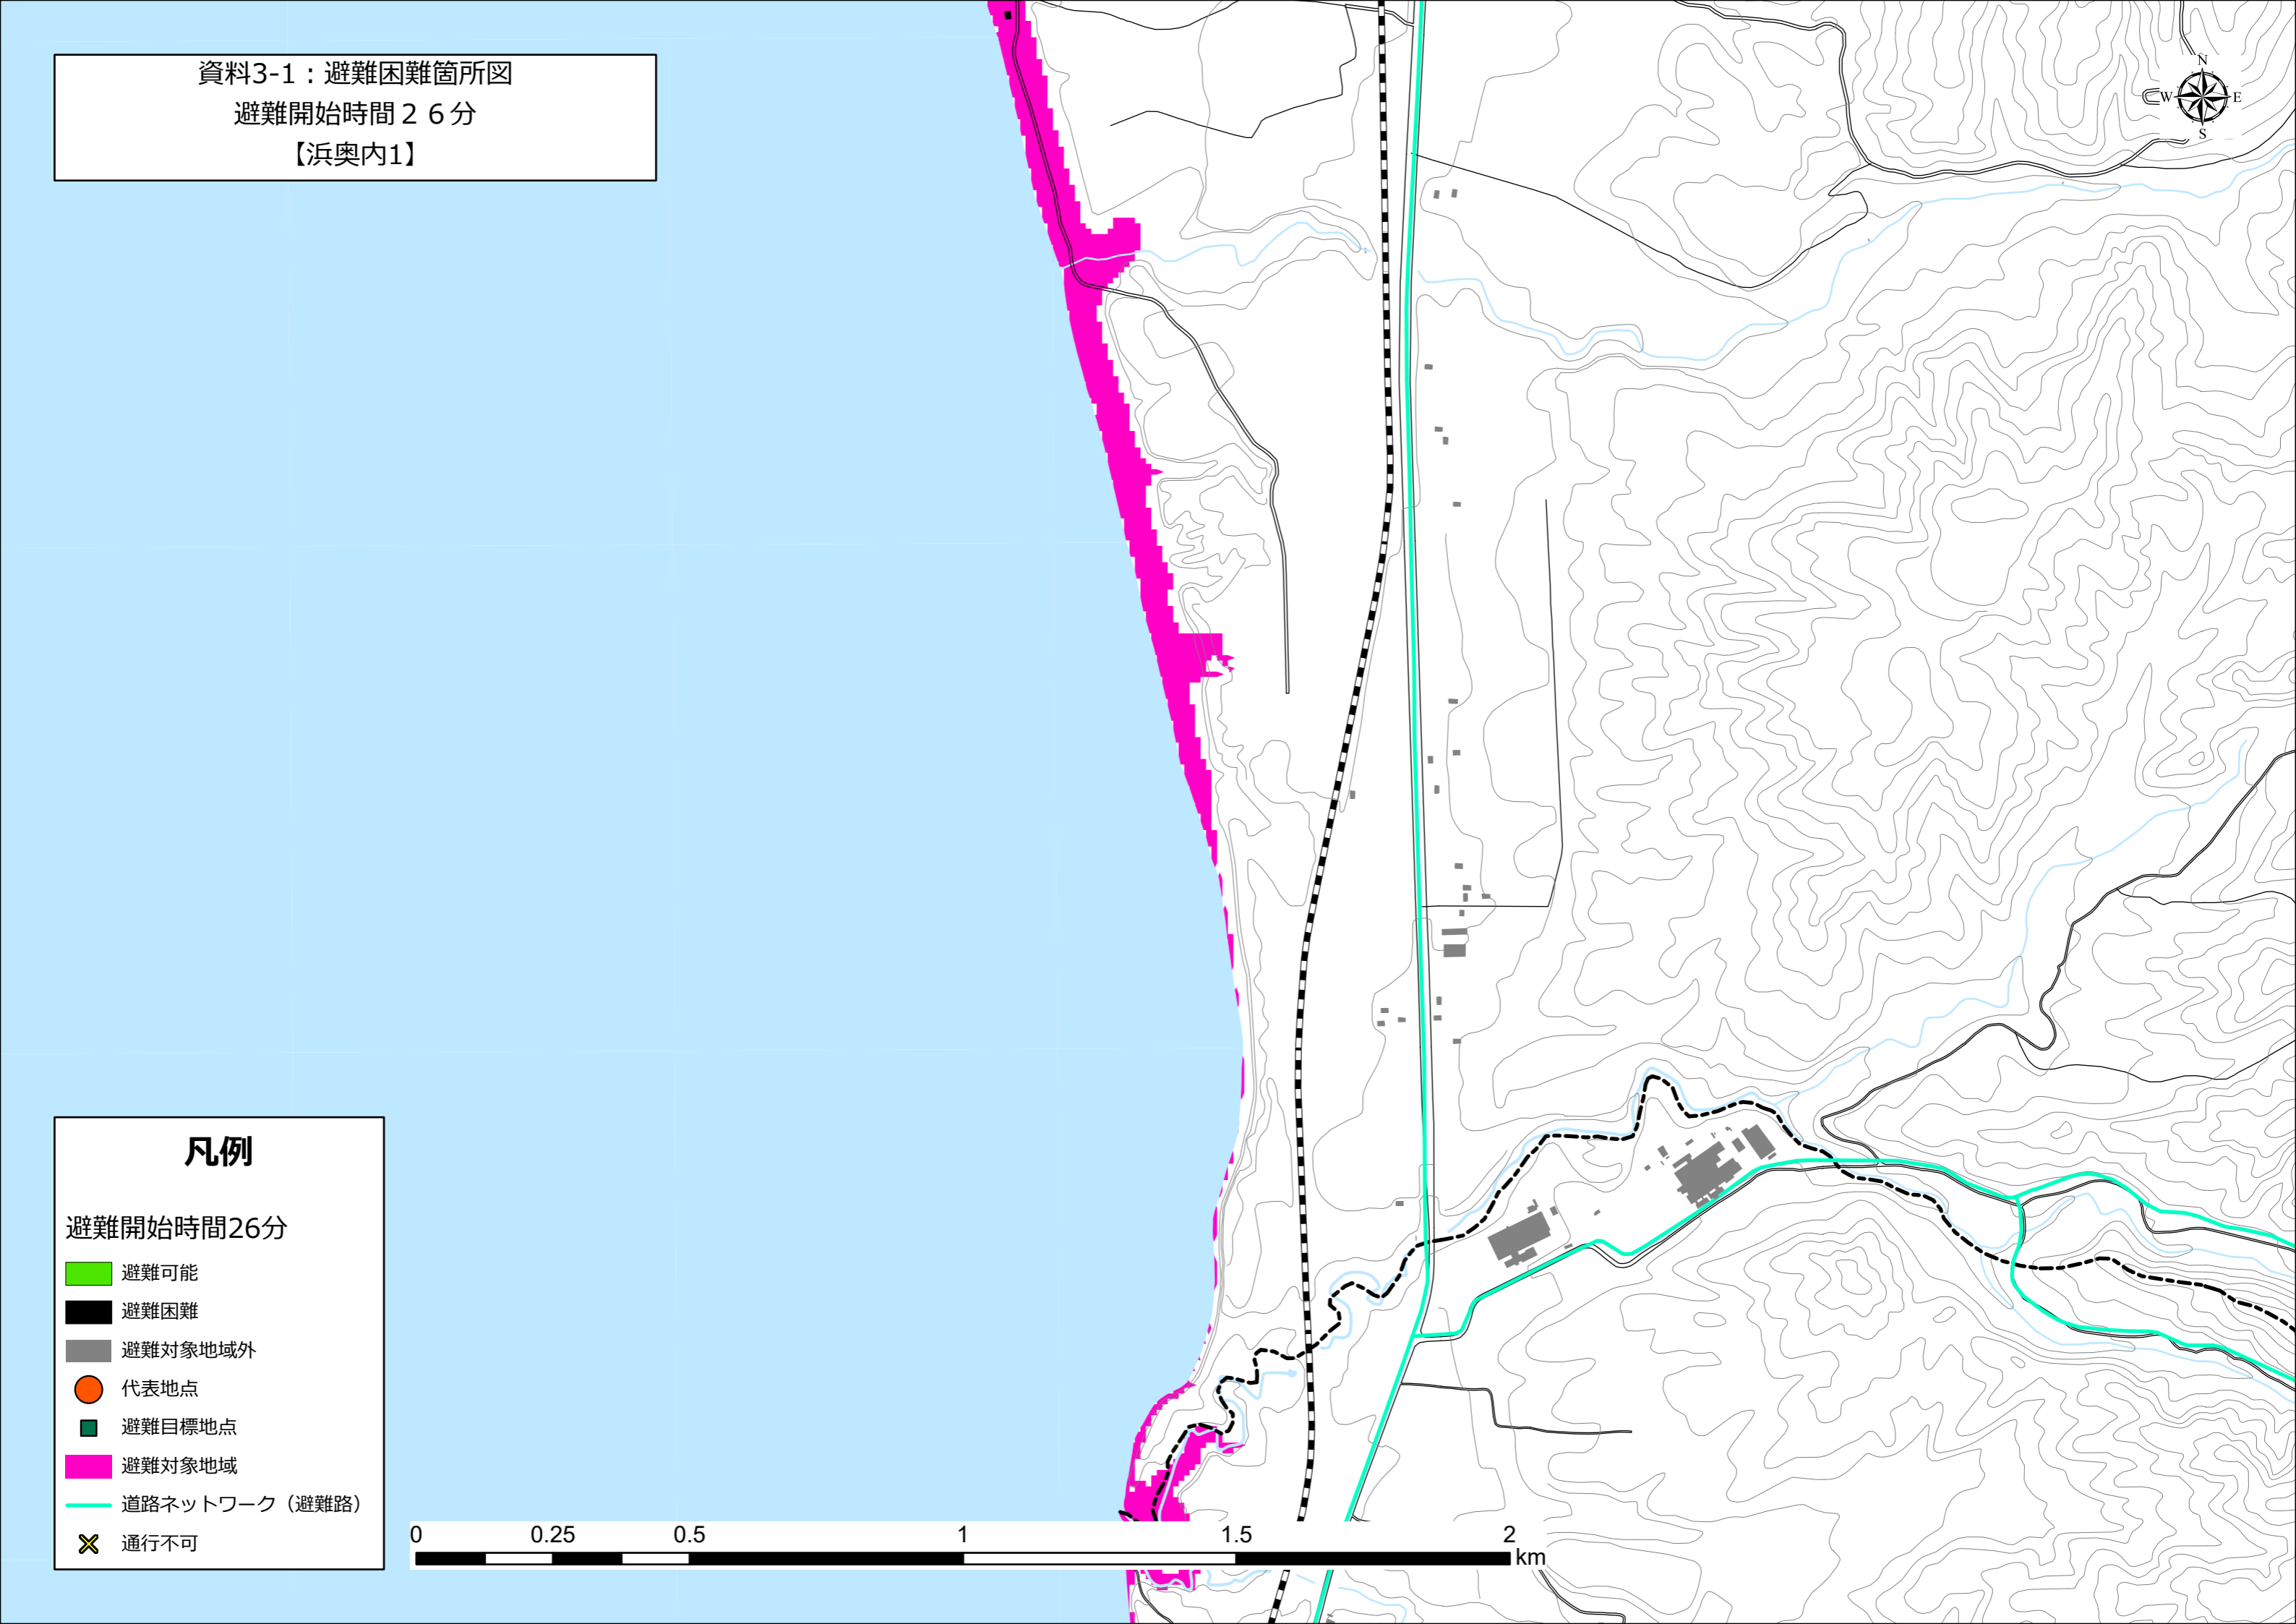 資料3-1：避難困難箇所図
避難開始時間２６分
【浜奥内1】
N
W E
S
凡例
避難開始時間26分
避難可能
避難困難
避難対象地域外
代表地点
避難目標地点
避難対象地域
道路ネットワーク（避難路）
通行不可
0 0.25 0.5 1 1.5 2
km